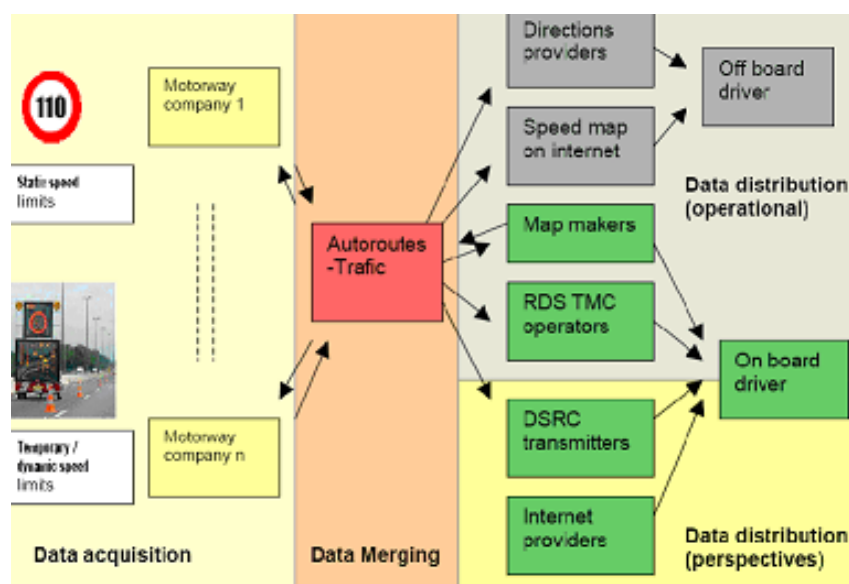 110
Static speed
limits
Temporary /
dynamic speed
limits
Motorway
company 1
Motorway
company n
Data acquisition
Autoroutes
-Trafic
Data Merging
Directions
providers
Speed map
on internet
Map makers
RDS TMC
operators
DSRC
transmitters
Internet
providers
Off board
driver
Data distribution
(operational)
On board
driver
Data distribution
(perspectives)